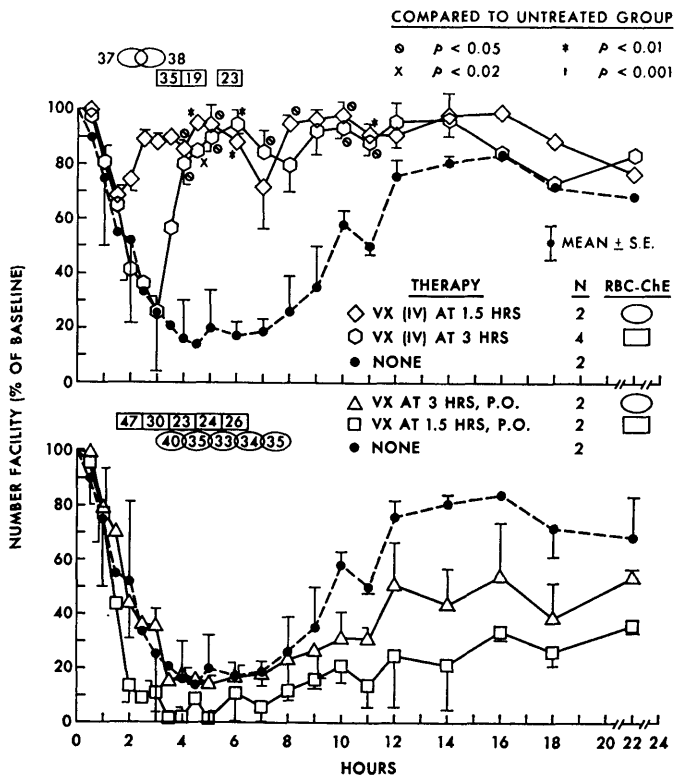 COMPARED TO UNTREATED GROUP
⦸ P < 0.05 * P < 0.01
X P < 0.02 ' P < 0.001
37 38
35 19 23
100
80
60
40
20
0
MEAN ± S.E.
THERAPY N RBC-ChE
VX (IV) AT 1.5 HRS 2
VX (IV) AT 3 HRS 4
NONE 2
VX AT 3 HRS, P.O. 2
VX AT 1.5 HRS, P.O. 2
NONE 2
47 30 23 24 26
40 35 33 34 35
100
80
60
40
20
0
NUMBER FACILITY (% OF BASELINE)
0 2 4 6 8 10 12 14 16 18 20 22 24
HOURS